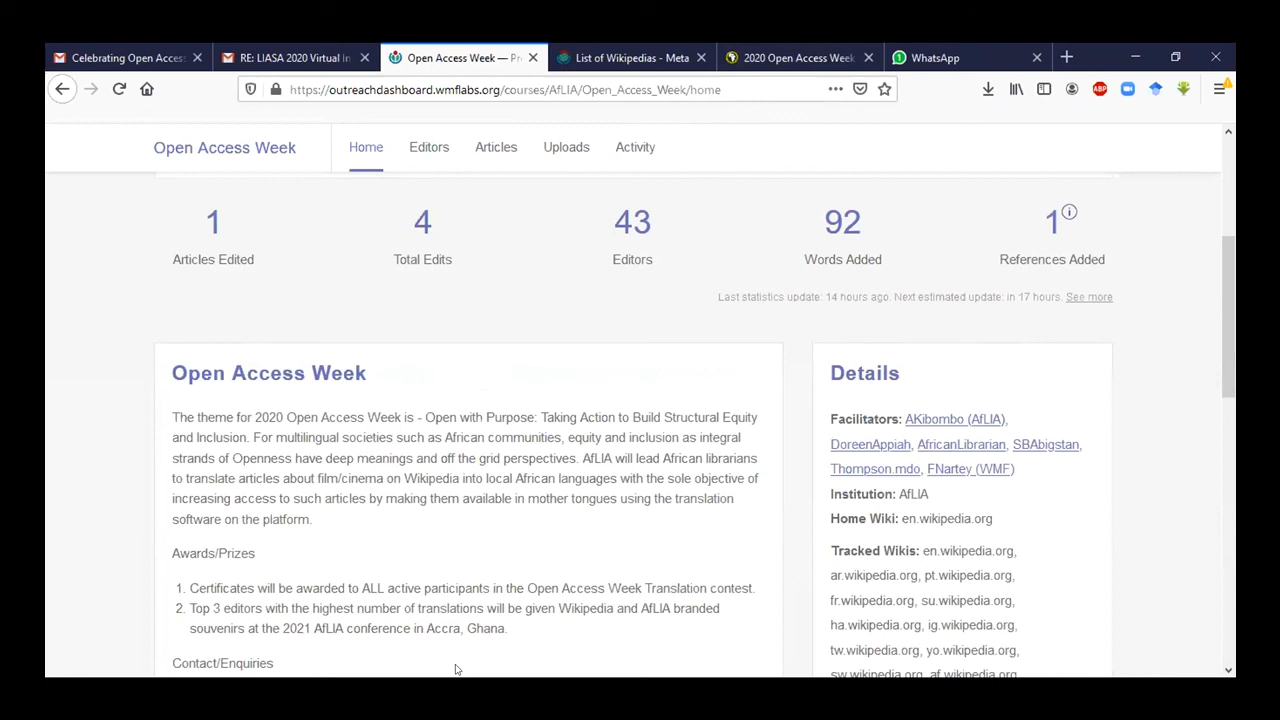 Celebrating Open Acces
RE: LIASA 2020 Virtual In
Open Access Week — Pr
List of Wikipedias - Meta
2020 Open Access Week
1
WhatsApp
https://outreachdashboard.wmflabs.org/courses/AfLIA/Open_Access_Week/home
ABP
Open Access Week
Home
Editors
Articles
Uploads
Activity
1
4
43
92
1
Articles Edited
Total Edits
Editors
Words Added
References Added
Last statistics update: 14 hours ago. Next estimated update: in 17 hours. See more
Open Access Week
The theme for 2020 Open Access Week is - Open with Purpose: Taking Action to Build Structural Equity
and Inclusion. For multilingual societies such as African communities, equity and inclusion as integral
strands of Openess have deep meanings and off the grid perspectives. AfLIA will lead African librarians
to translate articles about film/cinema on Wikipedia into local African languages with the sole objective of
increasing access to such articles by making them available in mother tongues using the translation
software on the platform.
Awards/Prizes
1. Certificates will be awarded to ALL active participants in the Open Access Week Translation contest.
2. Top 3 editors with the highest number of translations will be given Wikipedia and AfLIA branded
souvenirs at the 2021 AfLIA conference in Accra, Ghana.
Contact/Enquiries
Details
Facilitators: AKibombo (AfLIA),
DoreenAppiah, AfricanLibrarian, SBAbigstan,
Thompson.mdo, FNartey (WMF)
Institution: AfLIA
Home Wiki: en.wikipedia.org
Tracked Wikis: en.wikipedia.org,
ar.wikipedia.org, pt.wikipedia.org,
fr.wikipedia.org, su.wikipedia.org,
ha.wikipedia.org, ig.wikipedia.org,
tw.wikipedia.org, yo.wikipedia.org,
sw.wikipedia.org, af.wikipedia.org